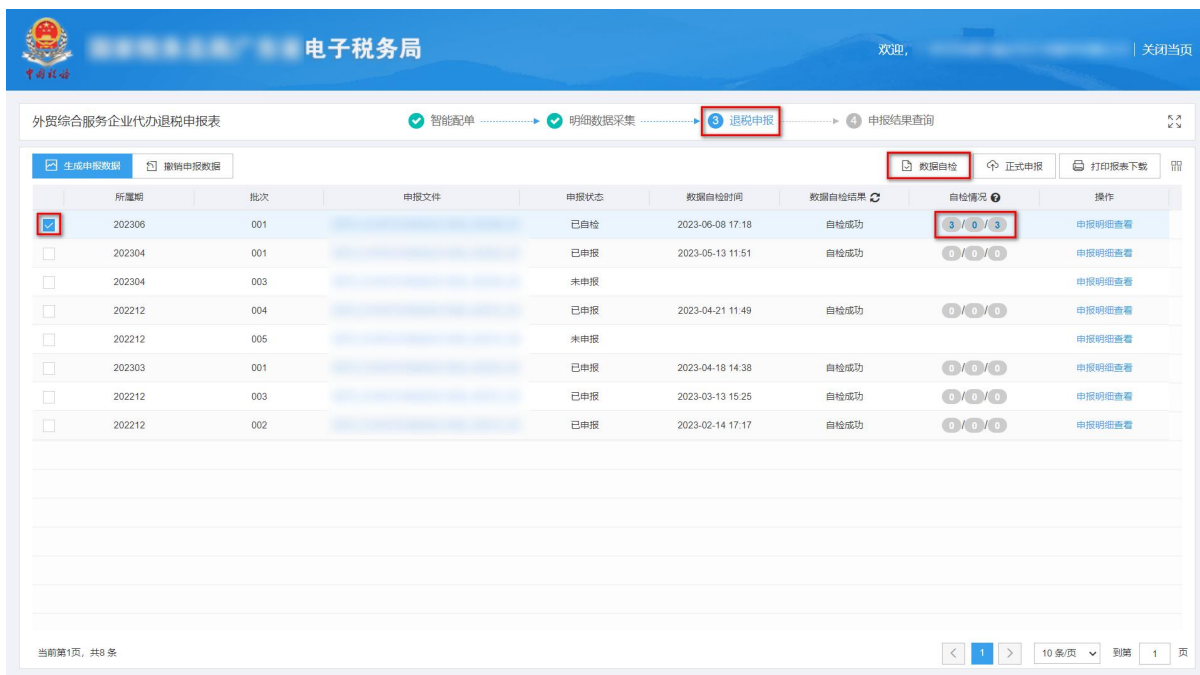 电子税务局 欢迎, 关闭当页
中国税务
外贸综合服务企业代办退税申报表 智能配单 明细数据采集 3 退税申报 4 申报结果查询
生成申报数据 撤销申报数据 数据自检 正式申报 打印报表下载
所属期 批次 申报文件 申报状态 数据自检时间 数据自检结果 自检情况 操作
202306 001 已自检 2023-06-08 17:18 自检成功 3 / 0 / 3 申报明细查看
202304 001 已申报 2023-05-13 11:51 自检成功 0 / 0 / 0 申报明细查看
202304 003 未申报 申报明细查看
202212 004 已申报 2023-04-21 11:49 自检成功 0 / 0 / 0 申报明细查看
202212 005 未申报 申报明细查看
202303 001 已申报 2023-04-18 14:38 自检成功 0 / 0 / 0 申报明细查看
202212 003 已申报 2023-03-13 15:25 自检成功 0 / 0 / 0 申报明细查看
202212 002 已申报 2023-02-14 17:17 自检成功 0 / 0 / 0 申报明细查看
当前第1页, 共8 条 < 1 > 10 条/页 到第 1 页